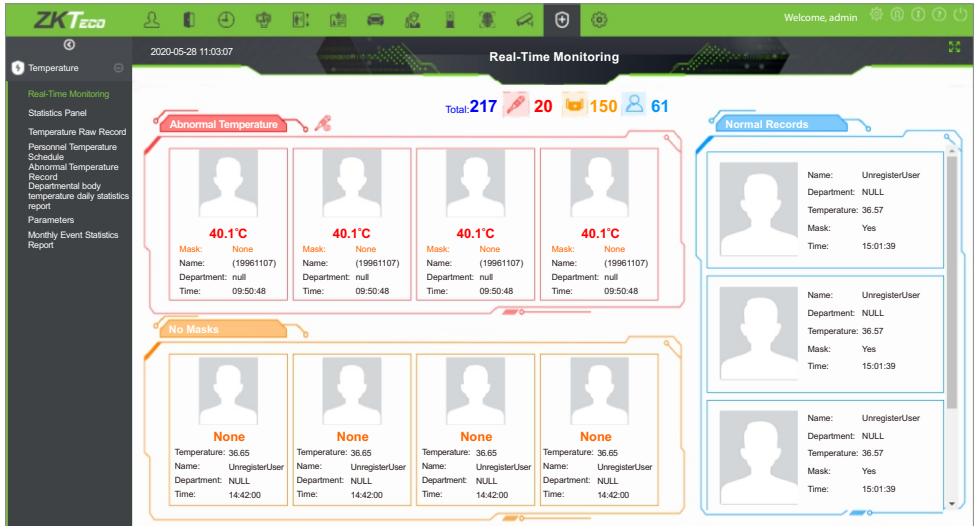 ZKTECO
Welcome, admin
Temperature
Real-Time Monitoring
Statistics Panel
Temperature Raw Record
Personnel Temperature
Schedule
Abnormal Temperature
Record
Departmental body
temperature daily statistics
report
Parameters
Monthly Event Statistics
Report
2020-05-28 11:03:07
Real-Time Monitoring
Total:217 20 150 61
Abnormal Temperature
40.1°C
Mask: None
Name: (19961107)
Department: null
Time: 09:50:48
40.1°C
Mask: None
Name: (19961107)
Department: null
Time: 09:50:48
40.1°C
Mask: None
Name: (19961107)
Department: null
Time: 09:50:48
40.1°C
Mask: None
Name: (19961107)
Department: null
Time: 09:50:48
No Masks
None
Temperature: 36.65
Name: UnregisterUser
Department: NULL
Time: 14:42:00
None
Temperature: 36.65
Name: UnregisterUser
Department: NULL
Time: 14:42:00
None
Temperature: 36.65
Name: UnregisterUser
Department: NULL
Time: 14:42:00
None
Temperature: 36.65
Name: UnregisterUser
Department: NULL
Time: 14:42:00
Normal Records
Name: UnregisterUser
Department: NULL
Temperature: 36.57
Mask: Yes
Time: 15:01:39
Name: UnregisterUser
Department: NULL
Temperature: 36.57
Mask: Yes
Time: 15:01:39
Name: UnregisterUser
Department: NULL
Temperature: 36.57
Mask: Yes
Time: 15:01:39